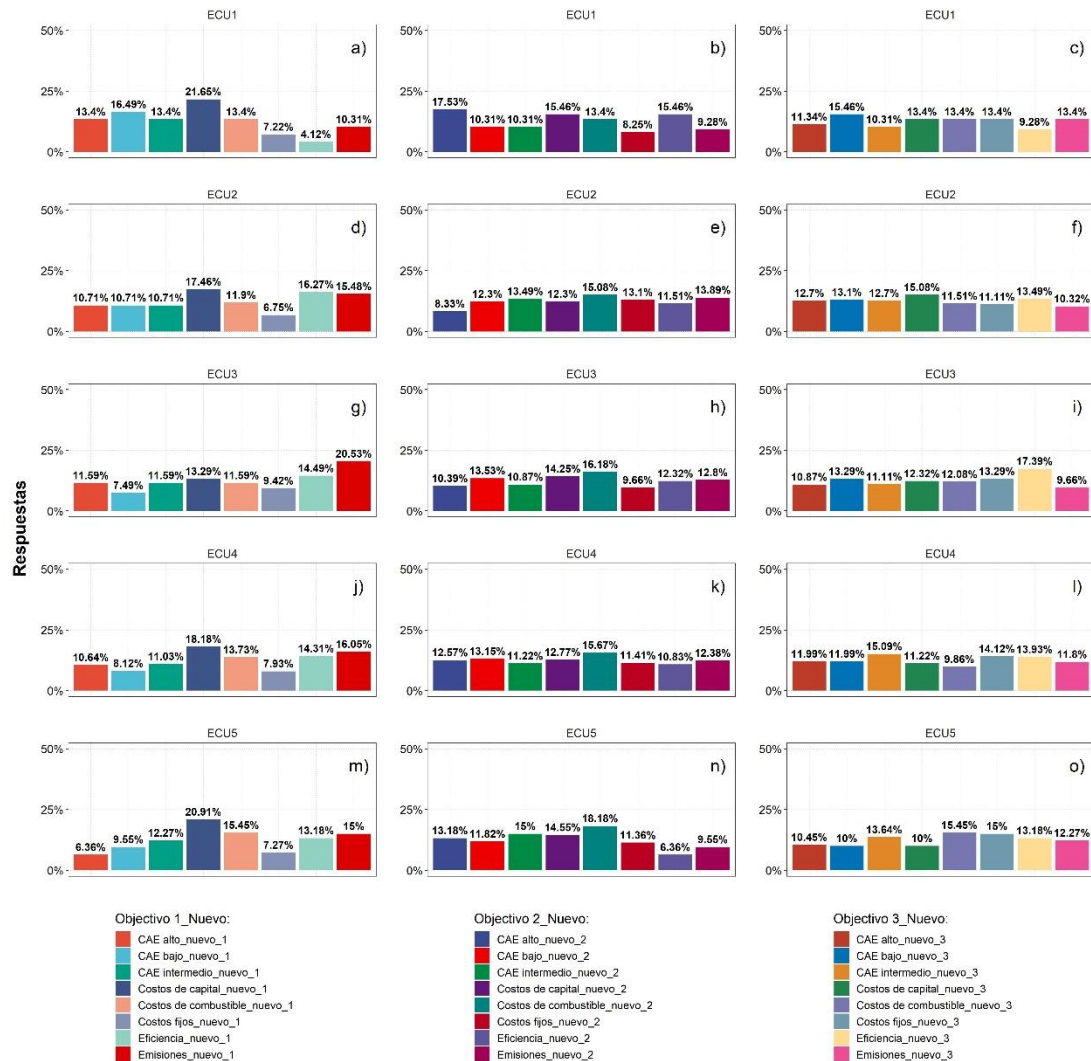 ECU1
ECU1
ECU1
50%
a)
50%
b)
50%
c)
25%
13.4%
16.49%
13.4%
21.65%
13.4%
7.22%
4.12%
10.31%
25%
17.53%
10.31%
10.31%
15.46%
13.4%
8.25%
15.46%
9.28%
25%
11.34%
15.46%
10.31%
13.4%
13.4%
13.4%
9.28%
13.4%
0%
0%
0%
ECU2
ECU2
ECU2
50%
d)
50%
e)
50%
f)
25%
10.71%
10.71%
10.71%
17.46%
11.9%
6.75%
16.27%
15.48%
25%
8.33%
12.3%
13.49%
12.3%
15.08%
13.1%
11.51%
13.89%
25%
12.7%
13.1%
12.7%
15.08%
11.51%
11.11%
13.49%
10.32%
0%
0%
0%
ECU3
ECU3
ECU3
50%
g)
50%
h)
50%
i)
25%
11.59%
7.49%
11.59%
13.29%
11.59%
9.42%
14.49%
20.53%
25%
10.39%
13.53%
10.87%
14.25%
16.18%
9.66%
12.32%
12.8%
25%
10.87%
13.29%
11.11%
12.32%
12.08%
13.29%
17.39%
9.66%
0%
0%
0%
Respuestas
ECU4
ECU4
ECU4
50%
j)
50%
k)
50%
l)
25%
10.64%
8.12%
11.03%
18.18%
13.73%
7.93%
14.31%
16.05%
25%
12.57%
13.15%
11.22%
12.77%
15.67%
11.41%
10.83%
12.38%
25%
11.99%
11.99%
15.09%
11.22%
9.86%
14.12%
13.93%
11.8%
0%
0%
0%
ECU5
ECU5
ECU5
50%
m)
50%
n)
50%
o)
25%
6.36%
9.55%
12.27%
20.91%
15.45%
7.27%
13.18%
15%
25%
13.18%
11.82%
15%
14.55%
18.18%
11.36%
6.36%
9.55%
25%
10.45%
10%
13.64%
10%
15.45%
15%
13.18%
12.27%
0%
0%
0%
Objectivo 1_Nuevo:
CAE alto_nuevo_1
CAE bajo_nuevo_1
CAE intermedio_nuevo_1
Costos de capital_nuevo_1
Costos de combustible_nuevo_1
Costos fijos_nuevo_1
Eficiencia_nuevo_1
Emisiones_nuevo_1
Objectivo 2_Nuevo:
CAE alto_nuevo_2
CAE bajo_nuevo_2
CAE intermedio_nuevo_2
Costos de capital_nuevo_2
Costos de combustible_nuevo_2
Costos fijos_nuevo_2
Eficiencia_nuevo_2
Emisiones_nuevo_2
Objectivo 3_Nuevo:
CAE alto_nuevo_3
CAE bajo_nuevo_3
CAE intermedio_nuevo_3
Costos de capital_nuevo_3
Costos de combustible_nuevo_3
Costos fijos_nuevo_3
Eficiencia_nuevo_3
Emisiones_nuevo_3